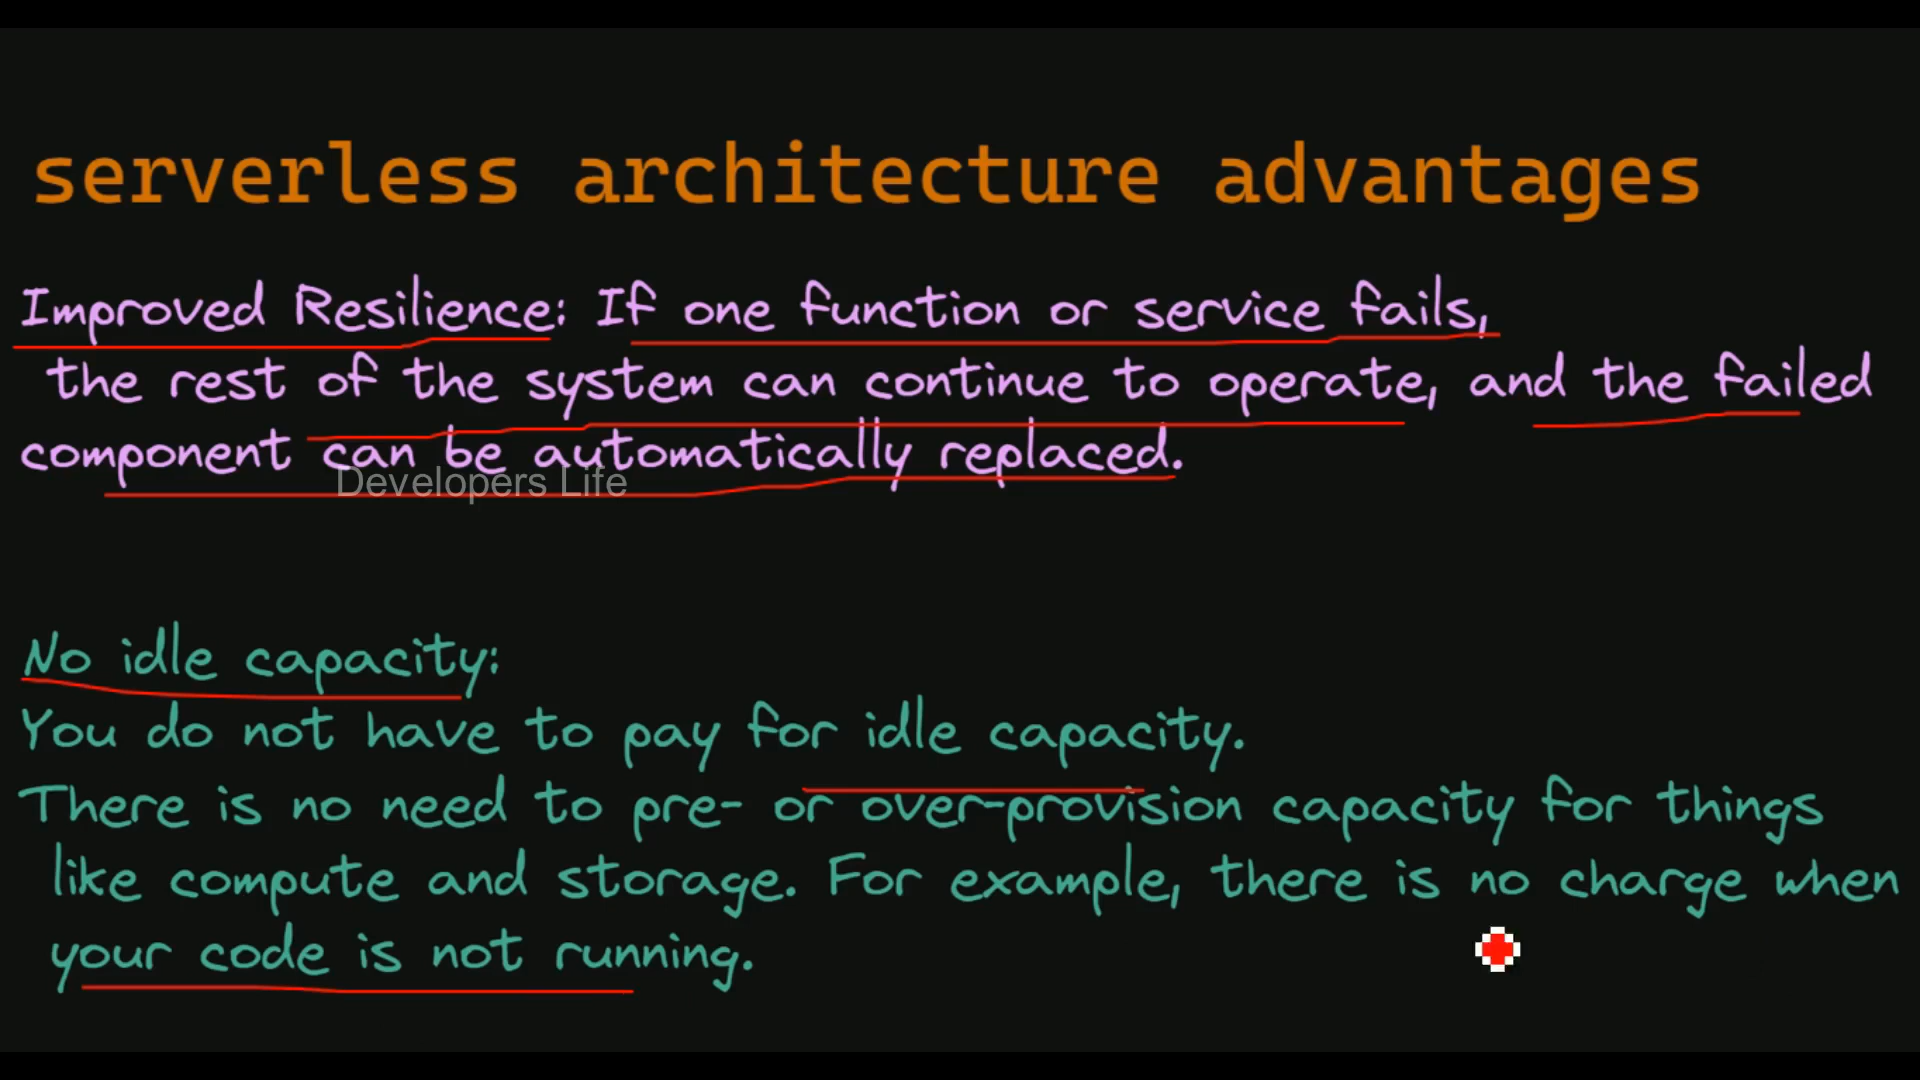 serverless architecture advantages
Improved Resilience: If one function or service fails,
the rest of the system can continue to operate, and the failed
component can be automatically replaced.
Developers Life
No idle capacity:
You do not have to pay for idle capacity.
There is no need to pre- or over-provision capacity for things
like compute and storage. For example, there is no charge when
your code is not running.